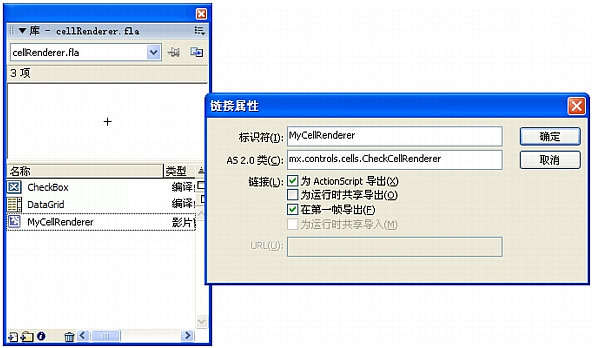 库 - cellRenderer.fla
cellRenderer.fla
3 项
名称 类型
CheckBox 编译
DataGrid 编译
MyCellRenderer 影片
链接属性
标识符(I): MyCellRenderer 确定
AS 2.0 类(C): mx.controls.cells.CheckCellRenderer 取消
链接(L): 为 ActionScript 导出(X)
为运行时共享导出(O)
在第一帧导出(F)
为运行时共享导入(M)
URL(U):